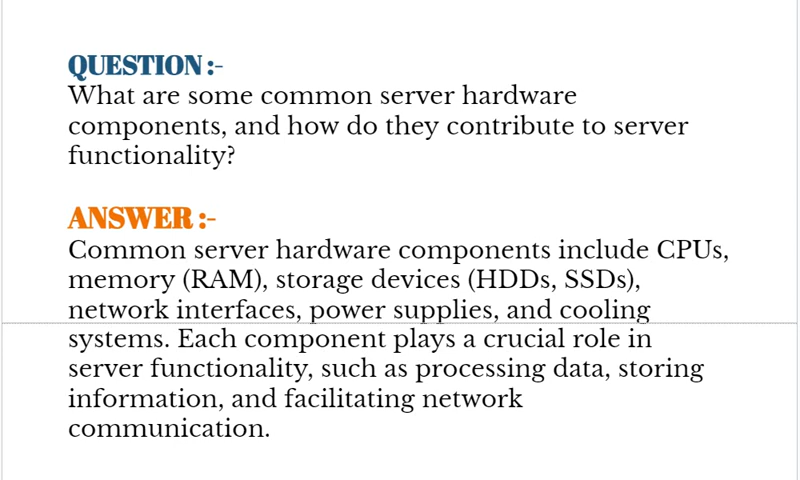 QUESTION :-
What are some common server hardware
components, and how do they contribute to server
functionality?
ANSWER :-
Common server hardware components include CPUs,
memory (RAM), storage devices (HDDs, SSDs),
network interfaces, power supplies, and cooling
systems. Each component plays a crucial role in
server functionality, such as processing data, storing
information, and facilitating network
communication.